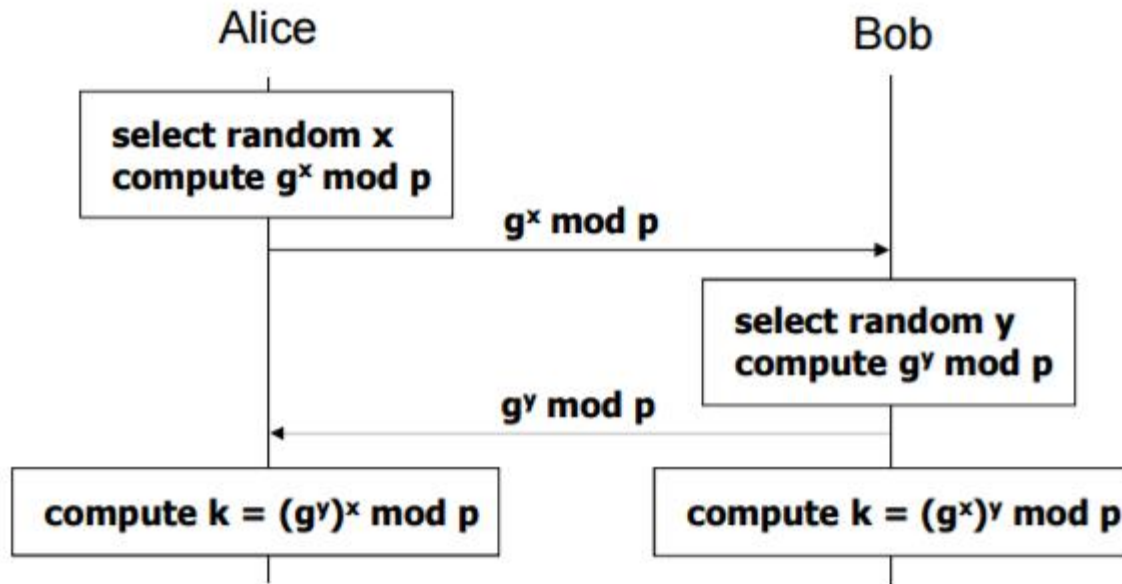 Alice
Bob
select random x
compute gˣ mod p
gˣ mod p
select random y
compute gʸ mod p
gʸ mod p
compute k = (gʸ)ˣ mod p
compute k = (gˣ)ʸ mod p